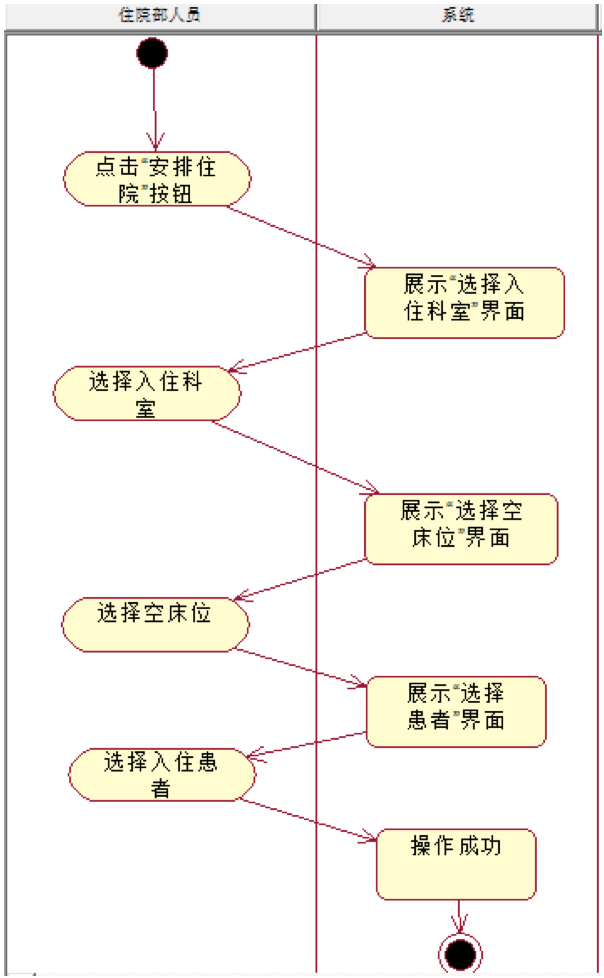 住院部人员
系统
点击“安排住
院”按钮
展示“选择入
住科室”界面
选择入住科
室
展示“选择空
床位”界面
选择空床位
展示“选择
患者”界面
选择入住患
者
操作成功